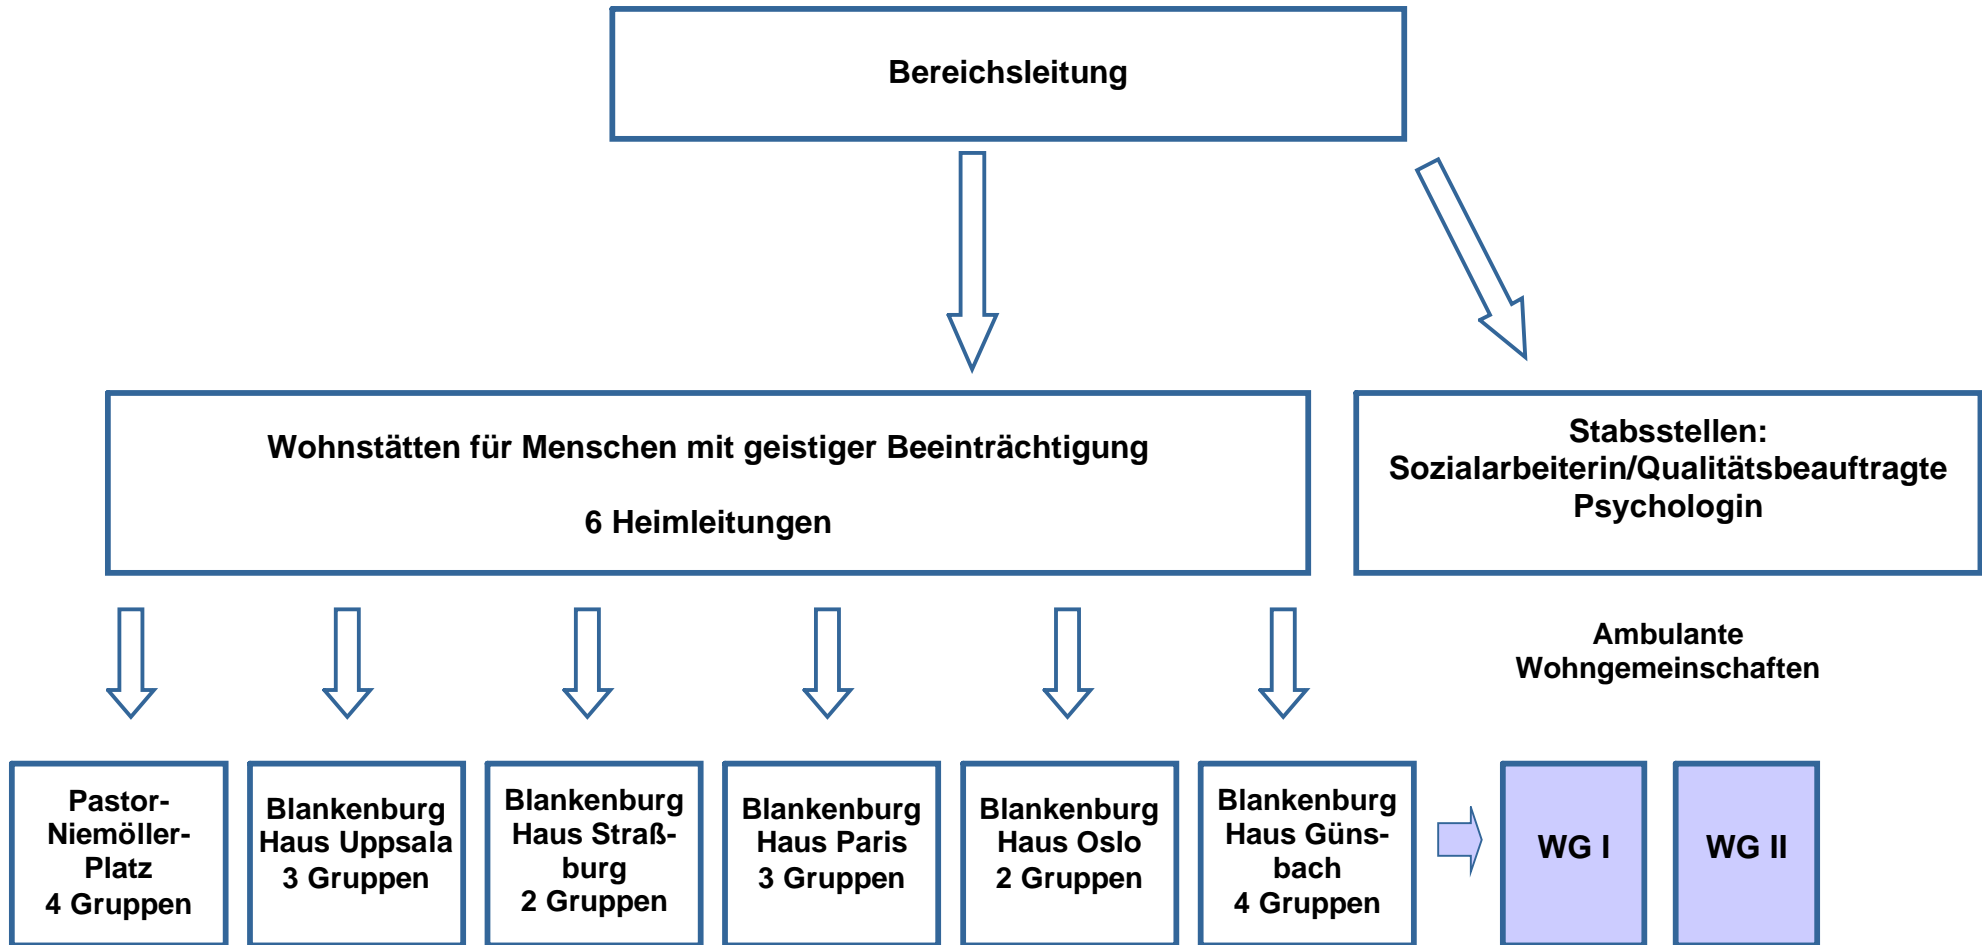 Bereichsleitung
Wohnstätten für Menschen mit geistiger Beeinträchtigung
6 Heimleitungen
Stabsstellen:
Sozialarbeiterin/Qualitätsbeauftragte
Psychologin
Ambulante
Wohngemeinschaften
Pastor-
Niemöller-
Platz
4 Gruppen
Blankenburg
Haus Uppsala
3 Gruppen
Blankenburg
Haus Straß-
burg
2 Gruppen
Blankenburg
Haus Paris
3 Gruppen
Blankenburg
Haus Oslo
2 Gruppen
Blankenburg
Haus Güns-
bach
4 Gruppen
WG I
WG II